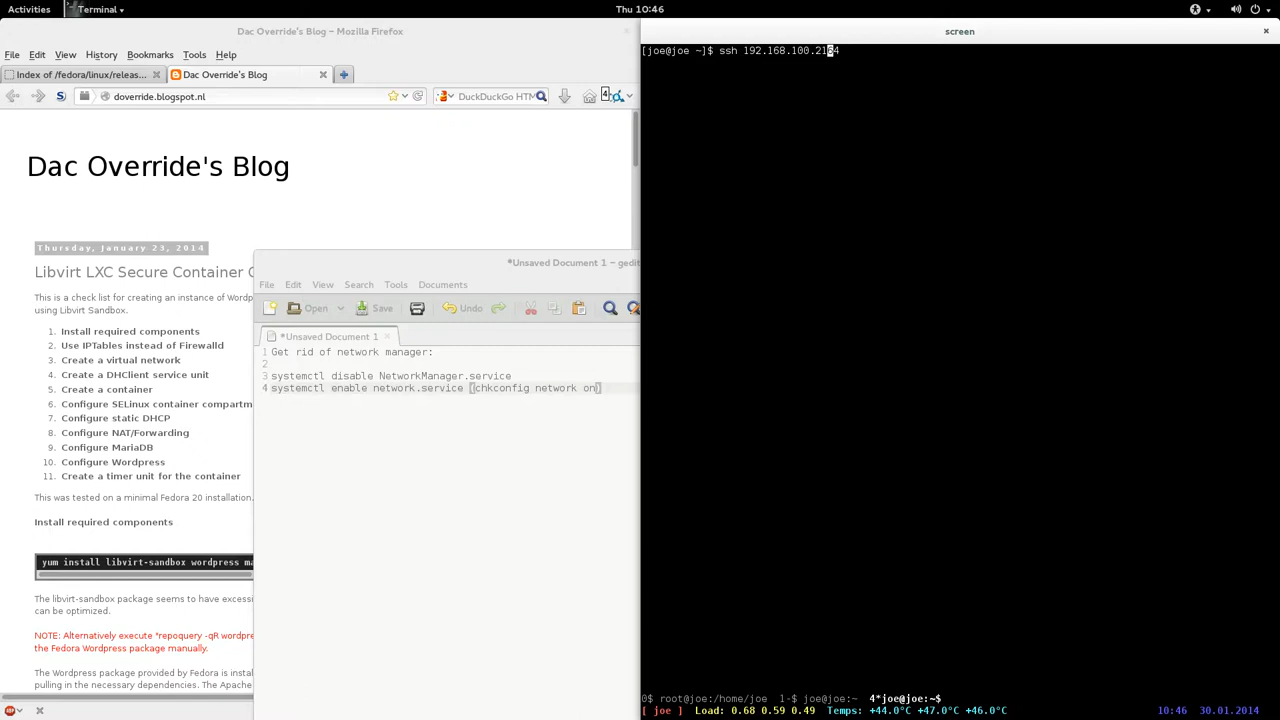 Activities
Terminal
Thu 10:46
Dac Override's Blog – Mozilla Firefox
File Edit View History Bookmarks Tools Help
Index of /fedora/linux/releas...
Dac Override's Blog
doverride.blogspot.nl
DuckDuckGo HTM
4
Dac Override's Blog
Thursday, January 23, 2014
Libvirt LXC Secure Container
This is a check list for creating an instance of Wordp
using Libvirt Sandbox.
1. Install required components
2. Use IPTables instead of Firewalld
3. Create a virtual network
4. Create a DHClient service unit
5. Create a container
6. Configure SELinux container compartm
7. Configure static DHCP
8. Configure NAT/Forwarding
9. Configure MariaDB
10. Configure Wordpress
11. Create a timer unit for the container
This was tested on a minimal Fedora 20 installation.
Install required components
yum install libvirt-sandbox wordpress ma
The libvirt-sandbox package seems to have excessi
can be optimized.
NOTE: Alternatively execute "repoquery -qR wordpre
the Fedora Wordpress package manually.
The Wordpress package provided by Fedora is instal
pulling in the necessary dependencies. The Apache
*Unsaved Document 1 – gedit
File Edit View Search Tools Documents
Open Save Undo
*Unsaved Document 1
1 Get rid of network manager:
2
3 systemctl disable NetworkManager.service
4 systemctl enable network.service (chkconfig network on)
screen
[joe@joe ~]$ ssh 192.168.100.2164
0$ root@joe:/home/joe 1-$ joe@joe:~ 4*joe@joe:~$
[ joe ] Load: 0.68 0.59 0.49 Temps: +44.0°C +47.0°C +46.0°C 10:46 30.01.2014